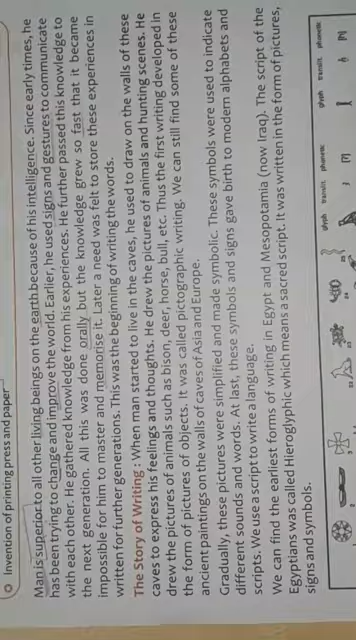 Invention of printing press and paper
Man is superior to all other living beings on the earth because of his intelligence. Since early times, he
has been trying to change and improve the world. Earlier, he used signs and gestures to communicate
with each other. He gathered knowledge from his experiences. He further passed this knowledge to
the next generation. All this was done orally but the knowledge grew so fast that it became
impossible for him to master and memorise it. Later a need was felt to store these experiences in
written for further generations. This was the beginning of writing the words.
The Story of Writing : When man started to live in the caves, he used to draw on the walls of these
caves to express his feelings and thoughts. He drew the pictures of animals and hunting scenes. He
drew the pictures of animals such as bison, deer, horse, bull, etc. Thus the first writing developed in
the form of pictures of objects. It was called pictographic writing. We can still find some of these
ancient paintings on the walls of caves of Asia and Europe.
Gradually, these pictures were simplified and made symbolic. These symbols were used to indicate
different sounds and words. At last, these symbols and signs gave birth to modern alphabets and
scripts. We use a script to write a language.
We can find the earliest forms of writing in Egypt and Mesopotamia (now Iraq). The script of the
Egyptians was called Hieroglyphic which means a sacred script. It was written in the form of pictures,
signs and symbols.
glyph translit. phonetic glyph translit. phonetic